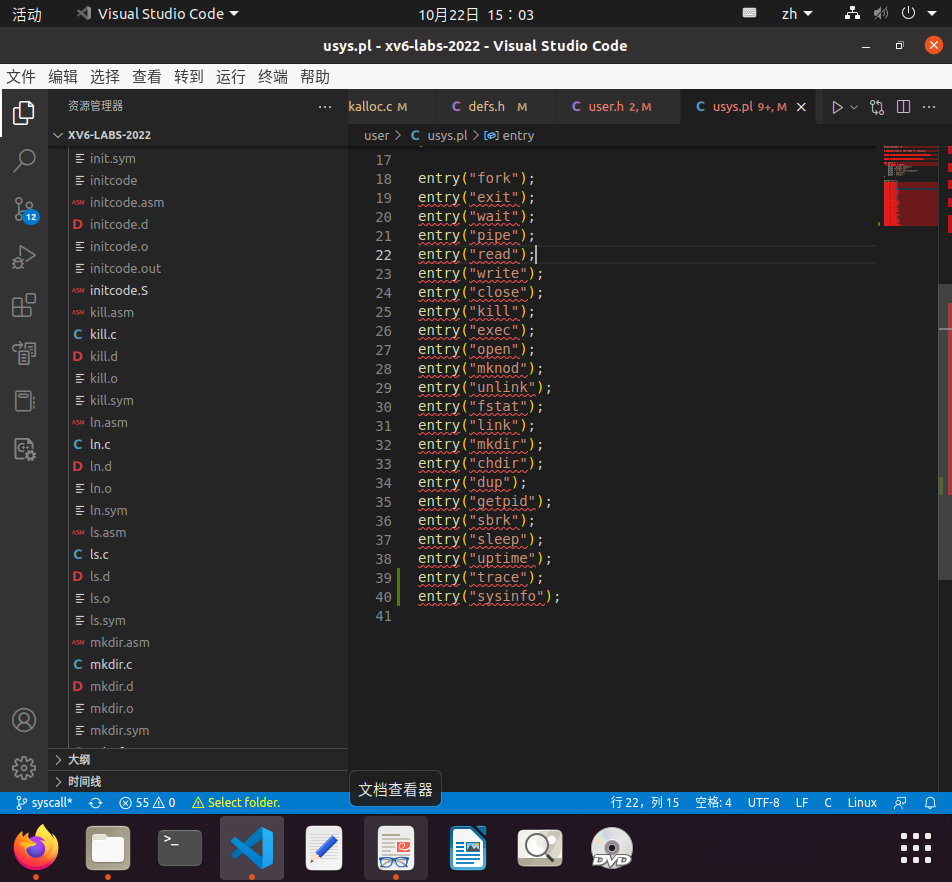 活动 Visual Studio Code 10月22日 15：03 zh
usys.pl - xv6-labs-2022 - Visual Studio Code
文件 编辑 选择 查看 转到 运行 终端 帮助
资源管理器 ···
kalloc.c M C defs.h M C user.h 2, M C usys.pl 9+, M
XV6-LABS-2022
user > C usys.pl > entry
init.sym
initcode
ASM initcode.asm
D initcode.d
initcode.o
initcode.out
ASM initcode.S
ASM kill.asm
C kill.c
D kill.d
kill.o
kill.sym
ASM ln.asm
C ln.c
D ln.d
ln.o
ln.sym
ASM ls.asm
C ls.c
D ls.d
ls.o
ls.sym
ASM mkdir.asm
C mkdir.c
D mkdir.d
mkdir.o
mkdir.sym
大纲
时间线
12
17
18 entry("fork");
19 entry("exit");
20 entry("wait");
21 entry("pipe");
22 entry("read");
23 entry("write");
24 entry("close");
25 entry("kill");
26 entry("exec");
27 entry("open");
28 entry("mknod");
29 entry("unlink");
30 entry("fstat");
31 entry("link");
32 entry("mkdir");
33 entry("chdir");
34 entry("dup");
35 entry("getpid");
36 entry("sbrk");
37 entry("sleep");
38 entry("uptime");
39 entry("trace");
40 entry("sysinfo");
41
文档查看器
syscall* 55 0 Select folder. 行 22，列 15 空格: 4 UTF-8 LF C Linux
>_
DVD